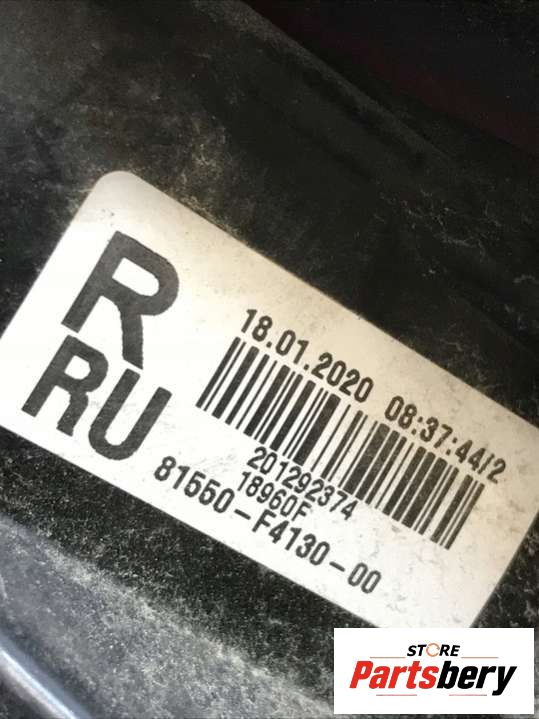 R
RU
18.01.2020 08:37:44/2
201292374
18960F
81550-F4130-00
STORE
Partsbery